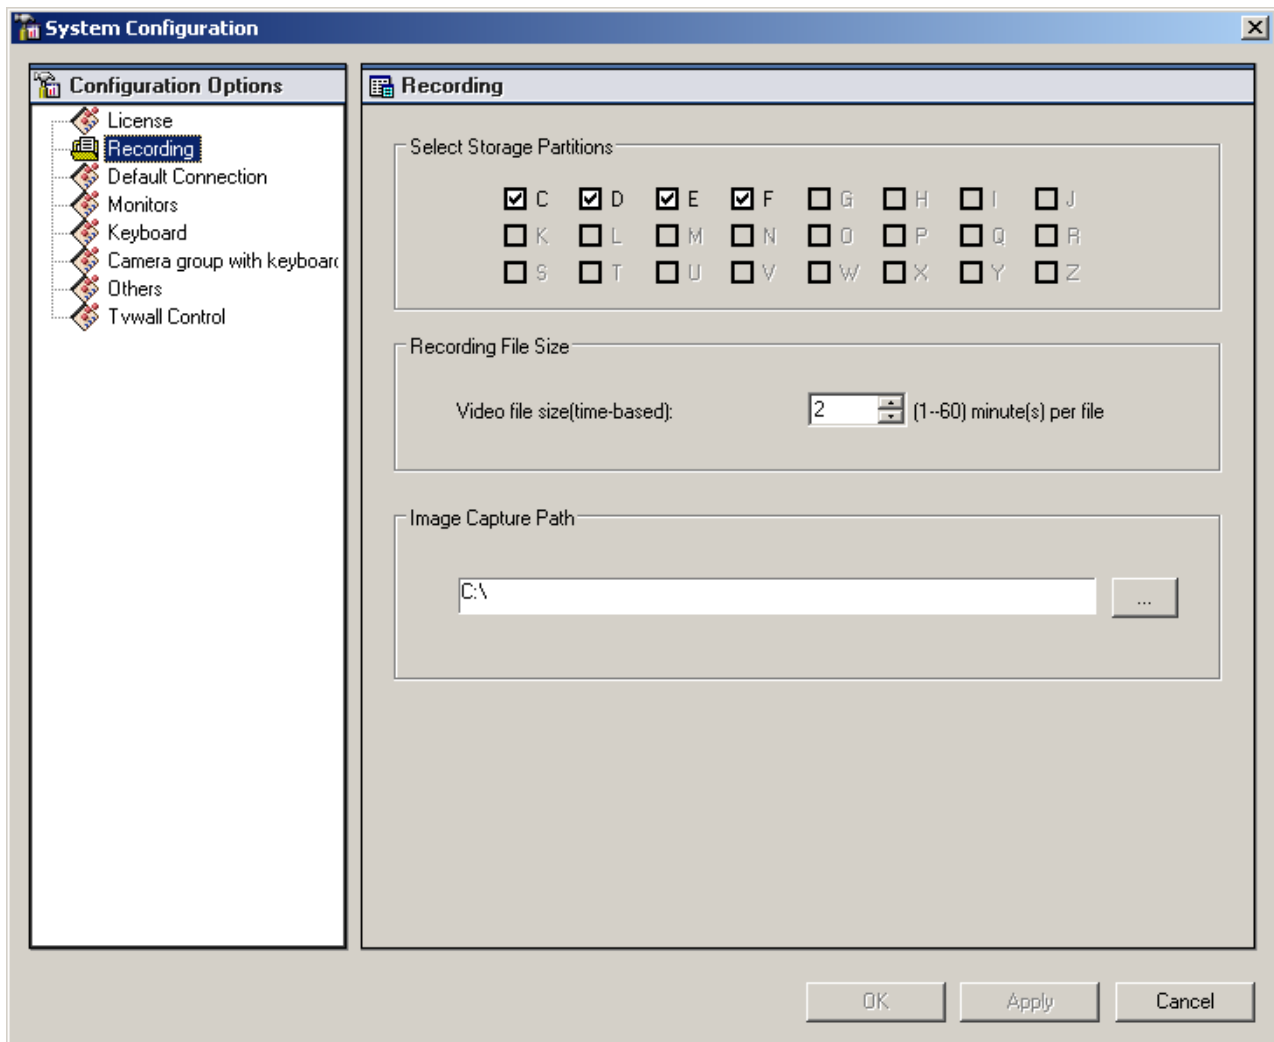 System Configuration
Configuration Options
License
Recording
Default Connection
Monitors
Keyboard
Camera group with keyboard
Others
Tvwall Control
Recording
Select Storage Partitions
C D E F G H I J
K L M N O P Q R
S T U V W X Y Z
Recording File Size
Video file size(time-based): 2 (1--60) minute(s) per file
Image Capture Path
C:\ ...
OK Apply Cancel